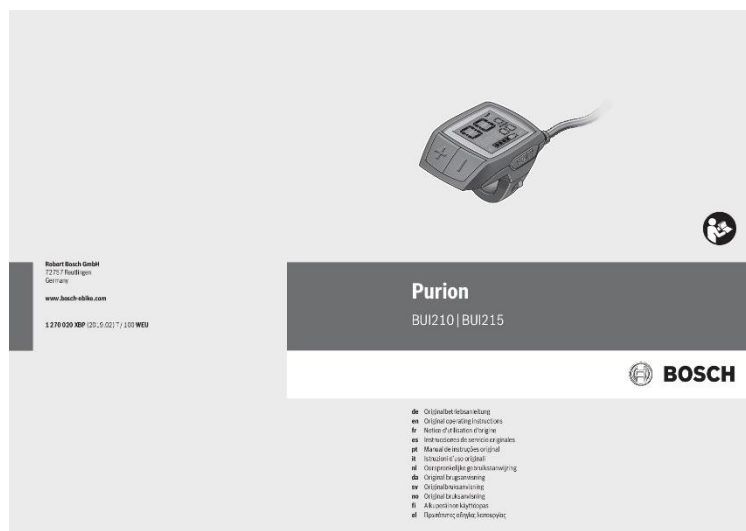 Robert Bosch GmbH
72757 Reutlingen
Germany
www.bosch-ebike.com
1 270 020 XBP (2019.02) T / 100 WEU
Purion
BUI210 | BUI215
BOSCH
de Originalbetriebsanleitung
en Original operating instructions
fr Notice d'utilisation d'origine
es Instrucciones de servicio originales
pt Manual de instruções original
it Istruzioni d'uso originali
nl Oorspronkelijke gebruiksaanwijzing
da Original brugsanvisning
sv Originalbruksanvisning
no Original bruksanvisning
fi Alkuperäinen käyttöopas
el Πρωτότυπες οδηγίες λειτουργίας